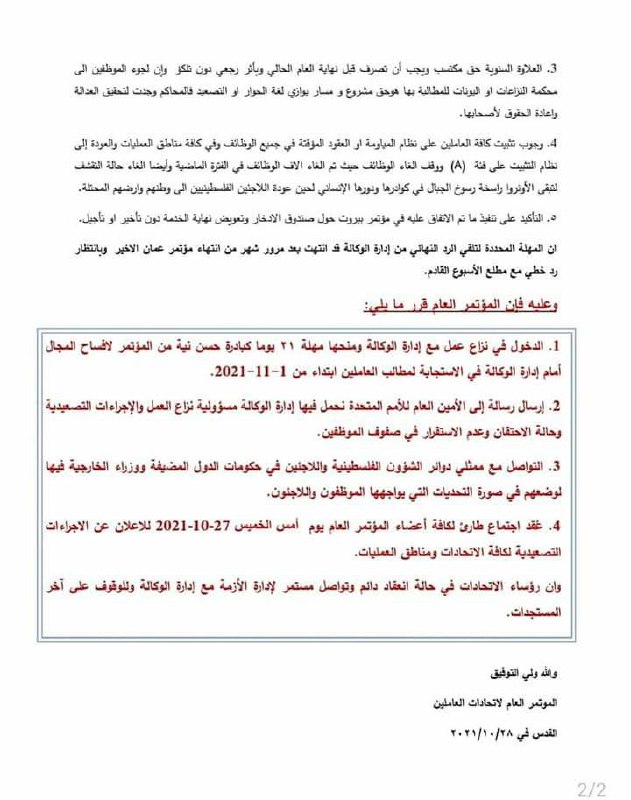 3. العلاوة السنوية حق مكتسب ويجب أن تصرف قبل نهاية العام الحالي وبأثر رجعي دون تلكؤ وإن لجوء الموظفين الى
محكمة النزاعات او اليونات للمطالبة بها هوحق مشروع و مسار يوازي لغة الحوار او التصعيد فالمحاكم وجدت لتحقيق العدالة
واعادة الحقوق لأصحابها.
4. وجوب تثبيت كافة العاملين على نظام المياومة او العقود المؤقتة في جميع الوظائف وفي كافة مناطق العمليات والعودة إلى
نظام التثبيت على فئة (A) ووقف الغاء الوظائف حيث تم الغاء الاف الوظائف في الفترة الماضية وأيضا الغاء حالة التقشف
لتبقى الأونروا راسخة رسوخ الجبال في كوادرها ودورها الإنساني لحين عودة اللاجئين الفلسطينيين الى وطنهم وارضهم المحتلة.
٥. التأكيد على تنفيذ ما تم الاتفاق عليه في مؤتمر بيروت حول صندوق الادخار وتعويض نهاية الخدمة دون تأخير او تأجيل.
ان المهلة المحددة لتلقي الرد النهائي من إدارة الوكالة قد انتهت بعد مرور شهر من انتهاء مؤتمر عمان الاخير وبانتظار
رد خطي مع مطلع الأسبوع القادم.
وعليه فإن المؤتمر العام قرر ما يلي:
1. الدخول في نزاع عمل مع إدارة الوكالة ومنحها مهلة ٢١ يوما كبادرة حسن نية من المؤتمر لافساح المجال
أمام إدارة الوكالة في الاستجابة لمطالب العاملين ابتداء من 1-11-2021.
2. إرسال رسالة إلى الأمين العام للأمم المتحدة نحمل فيها إدارة الوكالة مسؤولية نزاع العمل والإجراءات التصعيدية
وحالة الاحتقان وعدم الاستقرار في صفوف الموظفين.
3. التواصل مع ممثلي دوائر الشؤون الفلسطينية واللاجئين في حكومات الدول المضيفة ووزراء الخارجية فيها
لوضعهم في صورة التحديات التي يواجهها الموظفون واللاجئون.
4. عُقد اجتماع طارئ لكافة أعضاء المؤتمر العام يوم أمس الخميس 27-10-2021 للاعلان عن الاجراءات
التصعيدية لكافة الاتحادات ومناطق العمليات.
وان رؤساء الاتحادات في حالة انعقاد دائم وتواصل مستمر لإدارة الأزمة مع إدارة الوكالة وللوقوف على آخر
المستجدات.
والله ولي التوفيق
الموتمر العام لاتحادات العاملين
القدس في ٢٠٢١/١٠/٢٨
2/2